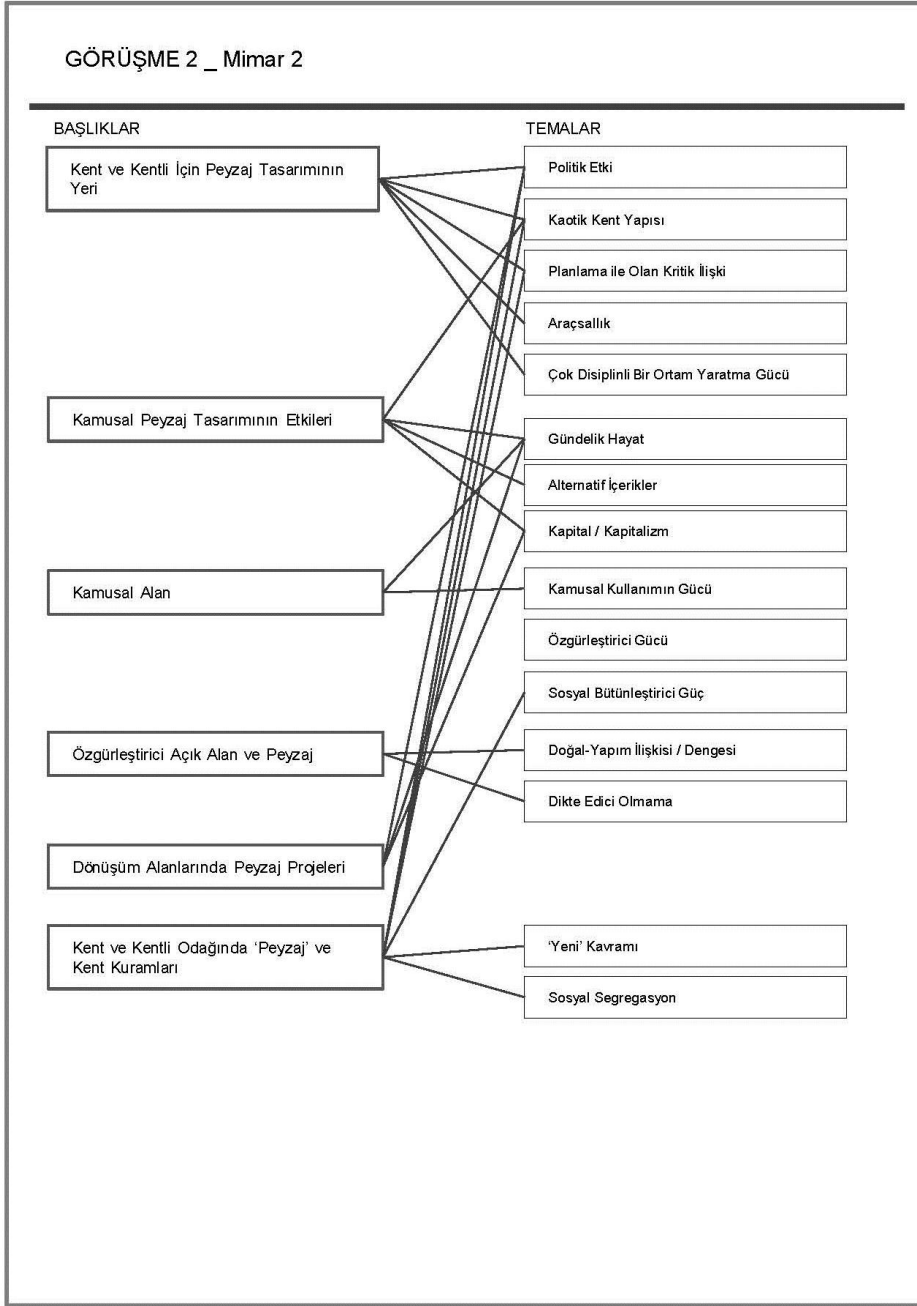 GÖRÜŞME 2 _ Mimar 2
BAŞLIKLAR
Kent ve Kentli İçin Peyzaj Tasarımının
Yeri
Kamusal Peyzaj Tasarımının Etkileri
Kamusal Alan
Özgürleştirici Açık Alan ve Peyzaj
Dönüşüm Alanlarında Peyzaj Projeleri
Kent ve Kentli Odağında ‘Peyzaj’ ve
Kent Kuramları
TEMALAR
Politik Etki
Kaotik Kent Yapısı
Planlama ile Olan Kritik İlişki
Araçsallık
Çok Disiplinli Bir Ortam Yaratma Gücü
Gündelik Hayat
Alternatif İçerikler
Kapital / Kapitalizm
Kamusal Kullanımın Gücü
Özgürleştirici Gücü
Sosyal Bütünleştirici Güç
Doğal-Yapım İlişkisi / Dengesi
Dikte Edici Olmama
‘Yeni’ Kavramı
Sosyal Segregasyon